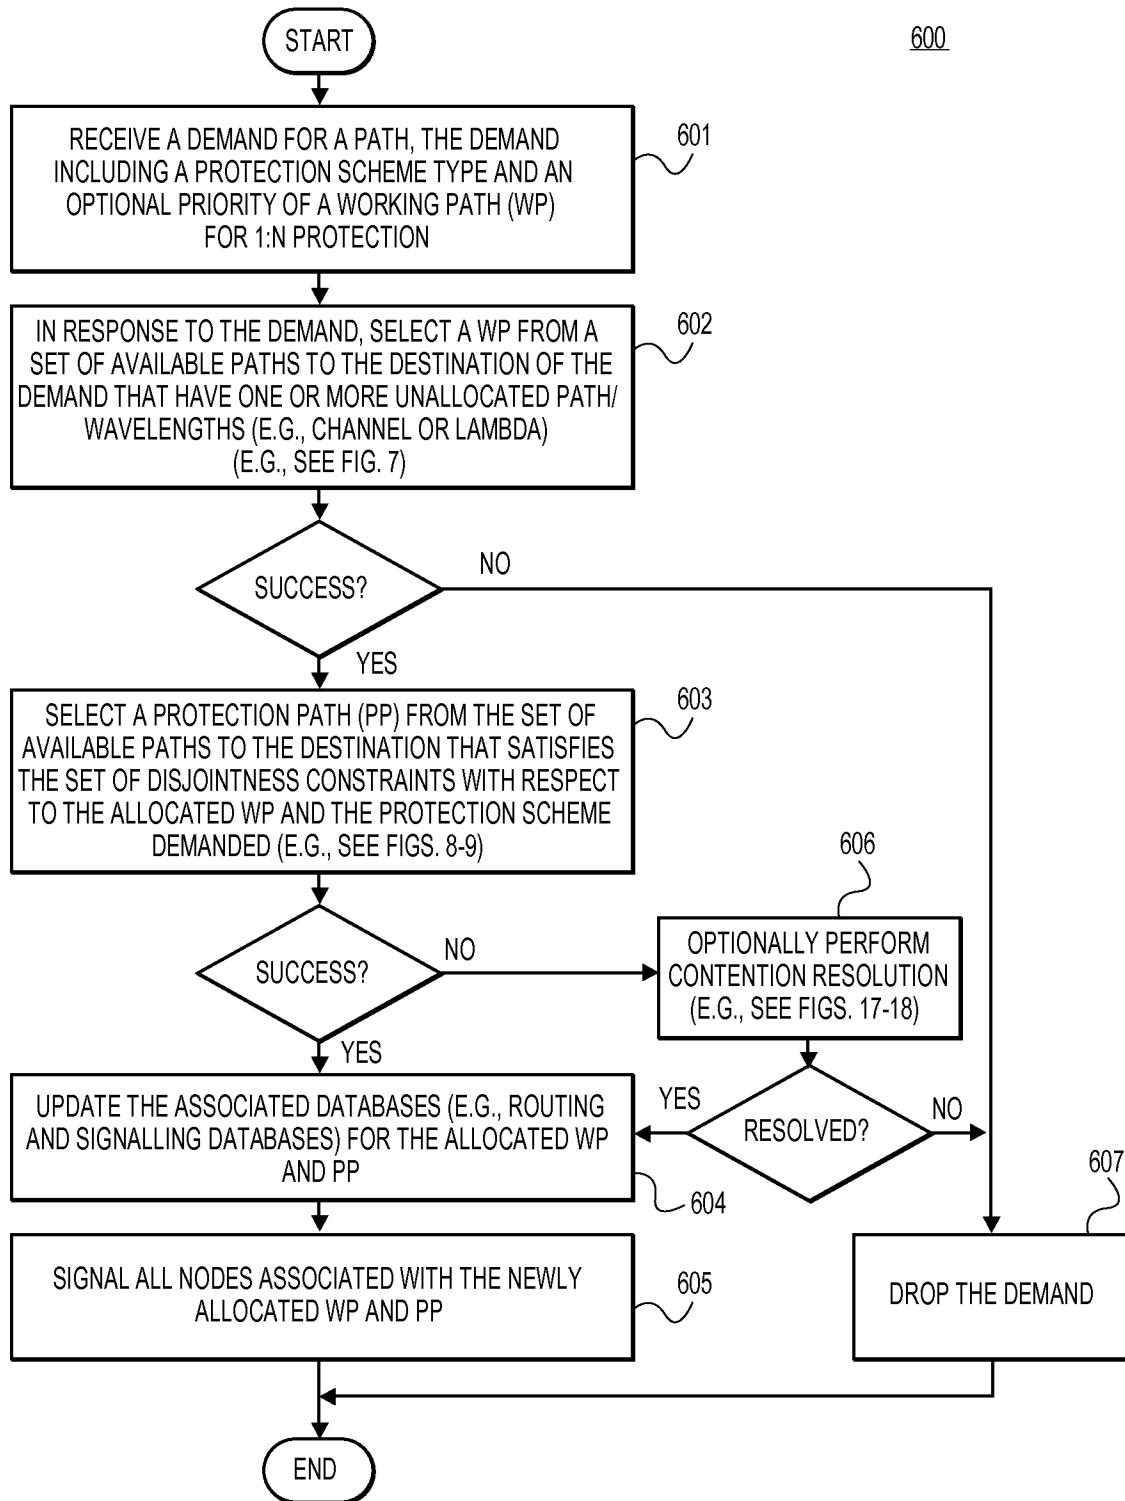 START
600
RECEIVE A DEMAND FOR A PATH, THE DEMAND
INCLUDING A PROTECTION SCHEME TYPE AND AN
OPTIONAL PRIORITY OF A WORKING PATH (WP)
FOR 1:N PROTECTION
601
IN RESPONSE TO THE DEMAND, SELECT A WP FROM A
SET OF AVAILABLE PATHS TO THE DESTINATION OF THE
DEMAND THAT HAVE ONE OR MORE UNALLOCATED PATH/
WAVELENGTHS (E.G., CHANNEL OR LAMBDA)
(E.G., SEE FIG. 7)
602
SUCCESS?
NO
YES
SELECT A PROTECTION PATH (PP) FROM THE SET OF
AVAILABLE PATHS TO THE DESTINATION THAT SATISFIES
THE SET OF DISJOINTNESS CONSTRAINTS WITH RESPECT
TO THE ALLOCATED WP AND THE PROTECTION SCHEME
DEMANDED (E.G., SEE FIGS. 8-9)
603
SUCCESS?
NO
YES
606
OPTIONALLY PERFORM
CONTENTION RESOLUTION
(E.G., SEE FIGS. 17-18)
RESOLVED?
YES
NO
UPDATE THE ASSOCIATED DATABASES (E.G., ROUTING
AND SIGNALLING DATABASES) FOR THE ALLOCATED WP
AND PP
604
607
SIGNAL ALL NODES ASSOCIATED WITH THE NEWLY
ALLOCATED WP AND PP
605
DROP THE DEMAND
END